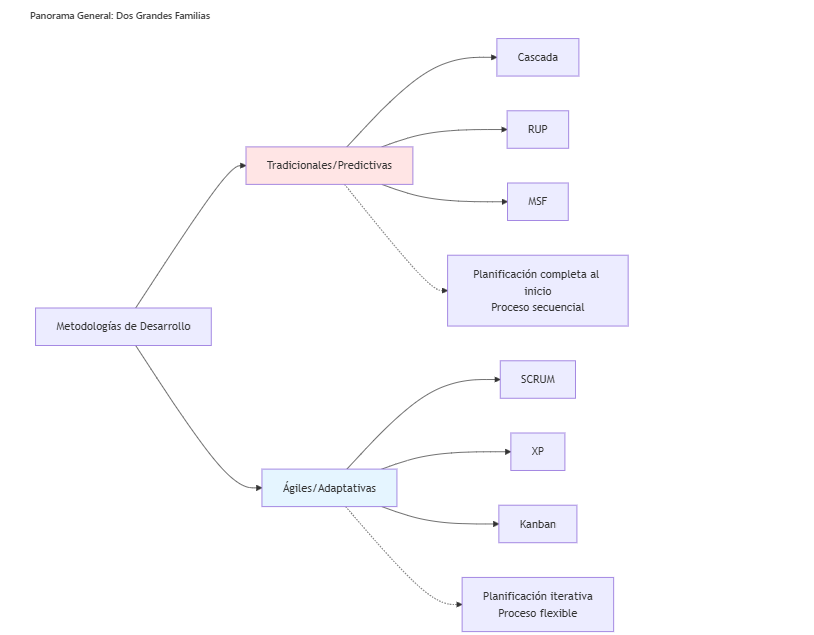 Panorama General: Dos Grandes Familias
Cascada
RUP
Tradicionales/Predictivas
MSF
Planificación completa al
inicio
Proceso secuencial
Metodologías de Desarrollo
SCRUM
XP
Ágiles/Adaptativas
Kanban
Planificación iterativa
Proceso flexible